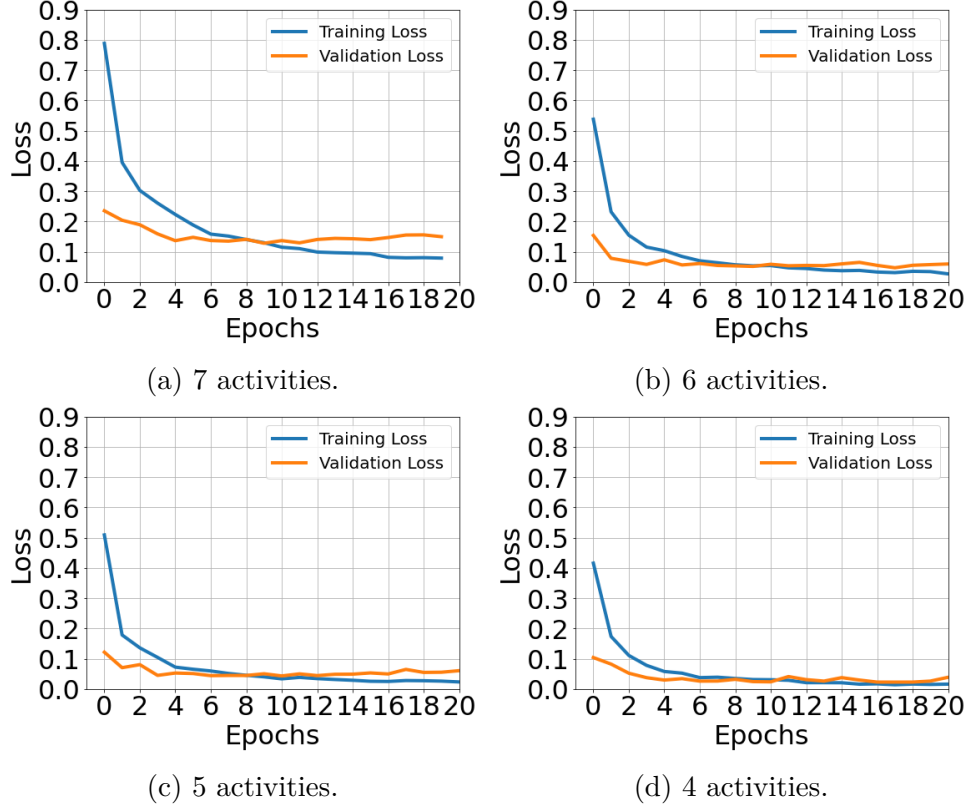 0.9
0.8
0.7
0.6
0.5
0.4
0.3
0.2
0.1
0.0
Loss
Training Loss
Validation Loss
0 2 4 6 8 10 12 14 16 18 20
Epochs
(a) 7 activities.
0.9
0.8
0.7
0.6
0.5
0.4
0.3
0.2
0.1
0.0
Loss
Training Loss
Validation Loss
0 2 4 6 8 10 12 14 16 18 20
Epochs
(b) 6 activities.
0.9
0.8
0.7
0.6
0.5
0.4
0.3
0.2
0.1
0.0
Loss
Training Loss
Validation Loss
0 2 4 6 8 10 12 14 16 18 20
Epochs
(c) 5 activities.
0.9
0.8
0.7
0.6
0.5
0.4
0.3
0.2
0.1
0.0
Loss
Training Loss
Validation Loss
0 2 4 6 8 10 12 14 16 18 20
Epochs
(d) 4 activities.